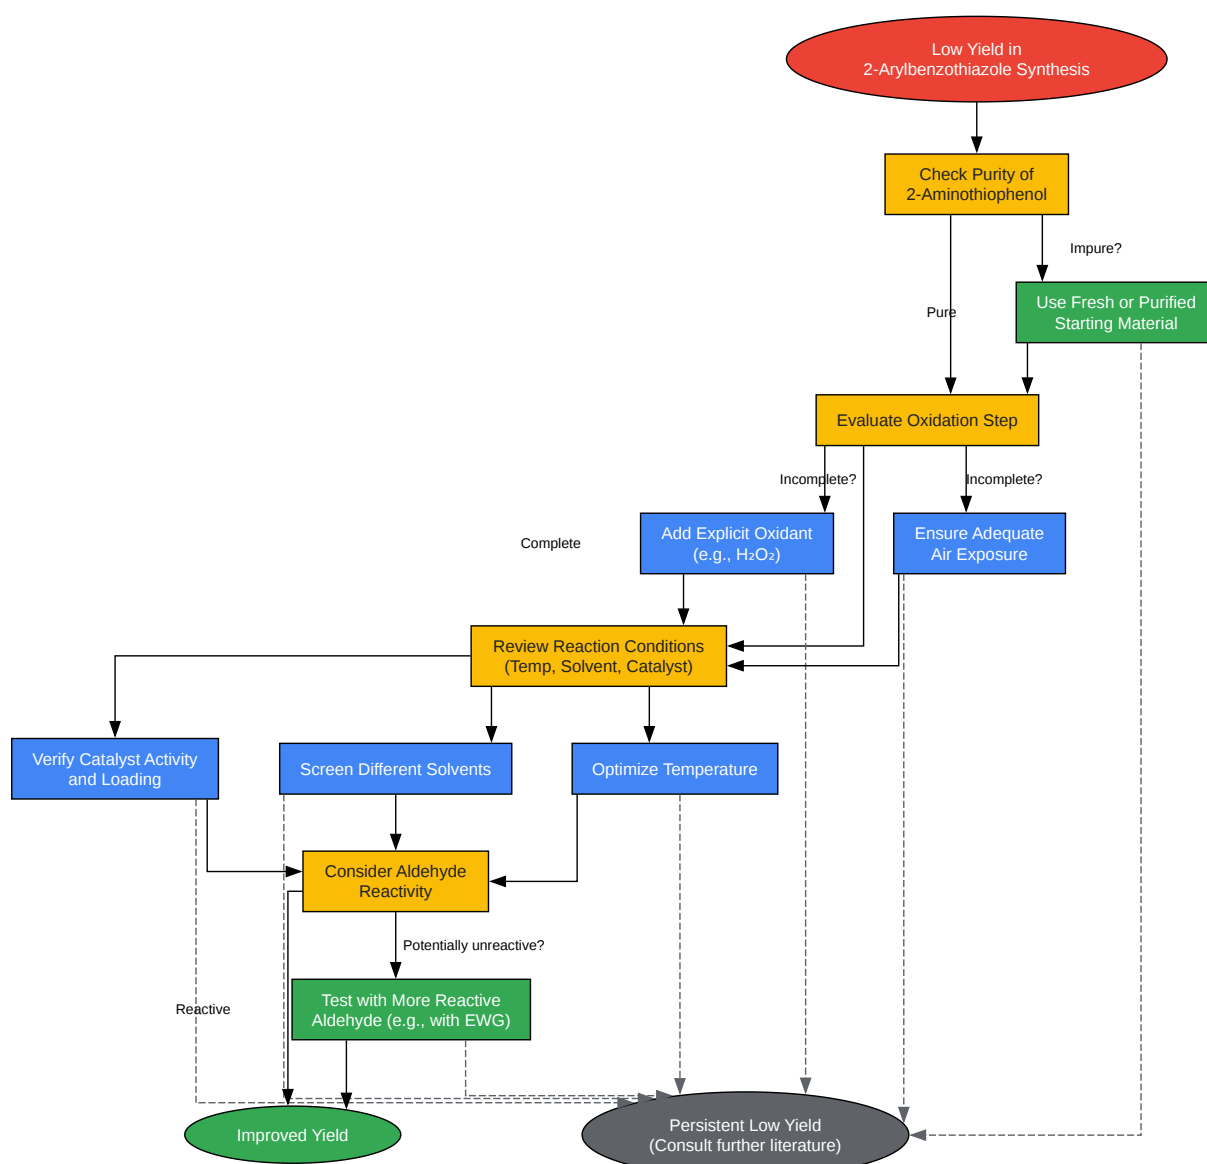 Low Yield in
2-Arylbenzothiazole Synthesis
Check Purity of
2-Aminothiophenol
Impure?
Use Fresh or Purified
Starting Material
Pure
Evaluate Oxidation Step
Incomplete?
Incomplete?
Add Explicit Oxidant
(e.g., H₂O₂)
Ensure Adequate
Air Exposure
Complete
Review Reaction Conditions
(Temp, Solvent, Catalyst)
Verify Catalyst Activity
and Loading
Screen Different Solvents
Optimize Temperature
Consider Aldehyde
Reactivity
Potentially unreactive?
Test with More Reactive
Aldehyde (e.g., with EWG)
Reactive
Improved Yield
Persistent Low Yield
(Consult further literature)